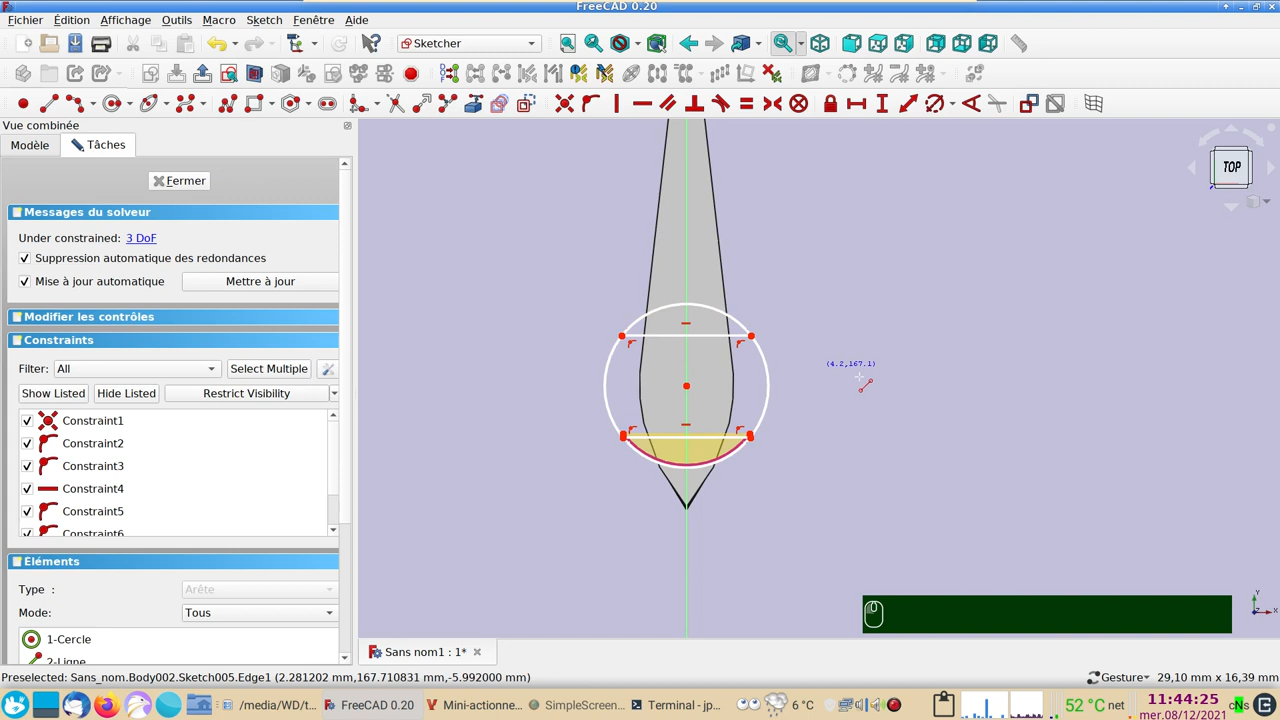 FreeCAD 0.20
Fichier Édition Affichage Outils Macro Sketch Fenêtre Aide
Sketcher
Vue combinée
Modèle Tâches
Fermer
Messages du solveur
Under constrained: 3 DoF
Suppression automatique des redondances
Mise à jour automatique Mettre à jour
Modifier les contrôles
Constraints
Filter: All Select Multiple
Show Listed Hide Listed Restrict Visibility
Constraint1
Constraint2
Constraint3
Constraint4
Constraint5
Constraint6
Eléments
Type : Arête
Mode: Tous
1-Cercle
2-Ligne
(4.2,167.1)
TOP
Y
X
Sans nom1 : 1*
Preselected: Sans_nom.Body002.Sketch005.Edge1 (2.281202 mm,167.710831 mm,-5.992000 mm)
Gesture 29,10 mm x 16,39 mm
/media/WD/t... FreeCAD 0.20 Mini-actionne... SimpleScreen... Terminal - jp...
6 °C
52 °C net
11:44:25
mer.08/12/2021